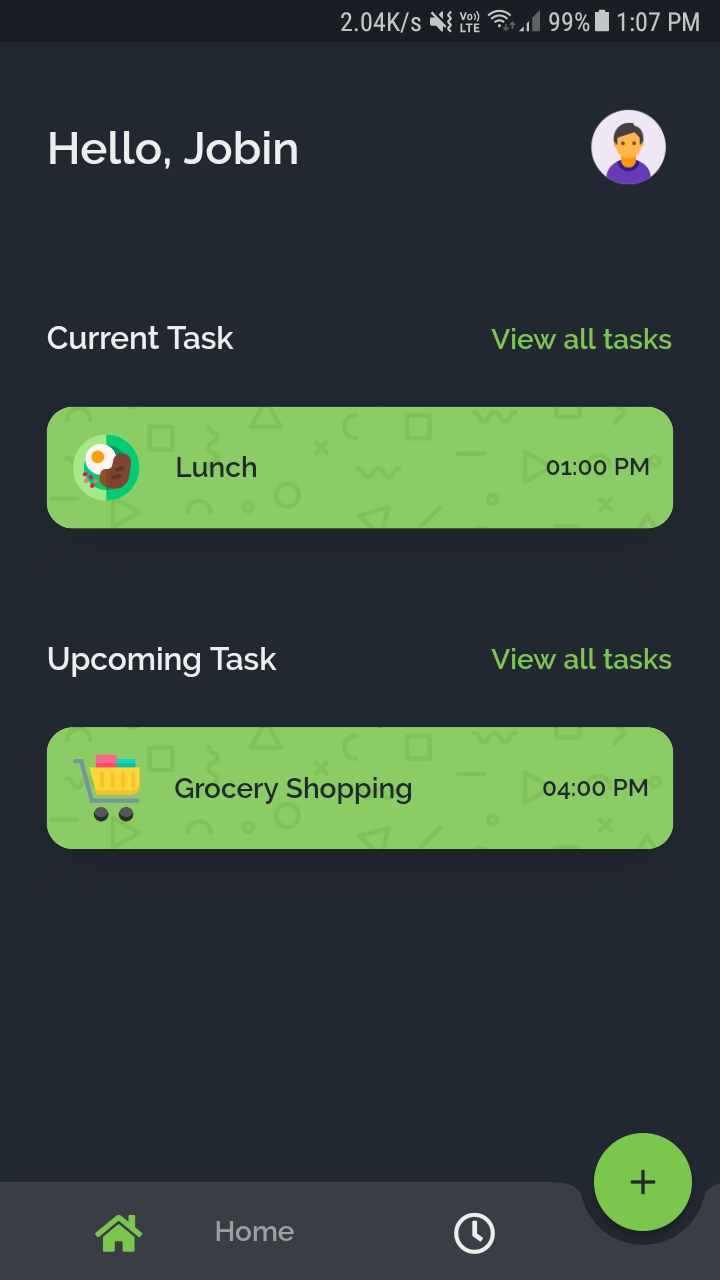 2.04K/s Vo)) LTE 99% 1:07 PM
Hello, Jobin
Current Task View all tasks
Lunch 01:00 PM
Upcoming Task View all tasks
Grocery Shopping 04:00 PM
+
Home